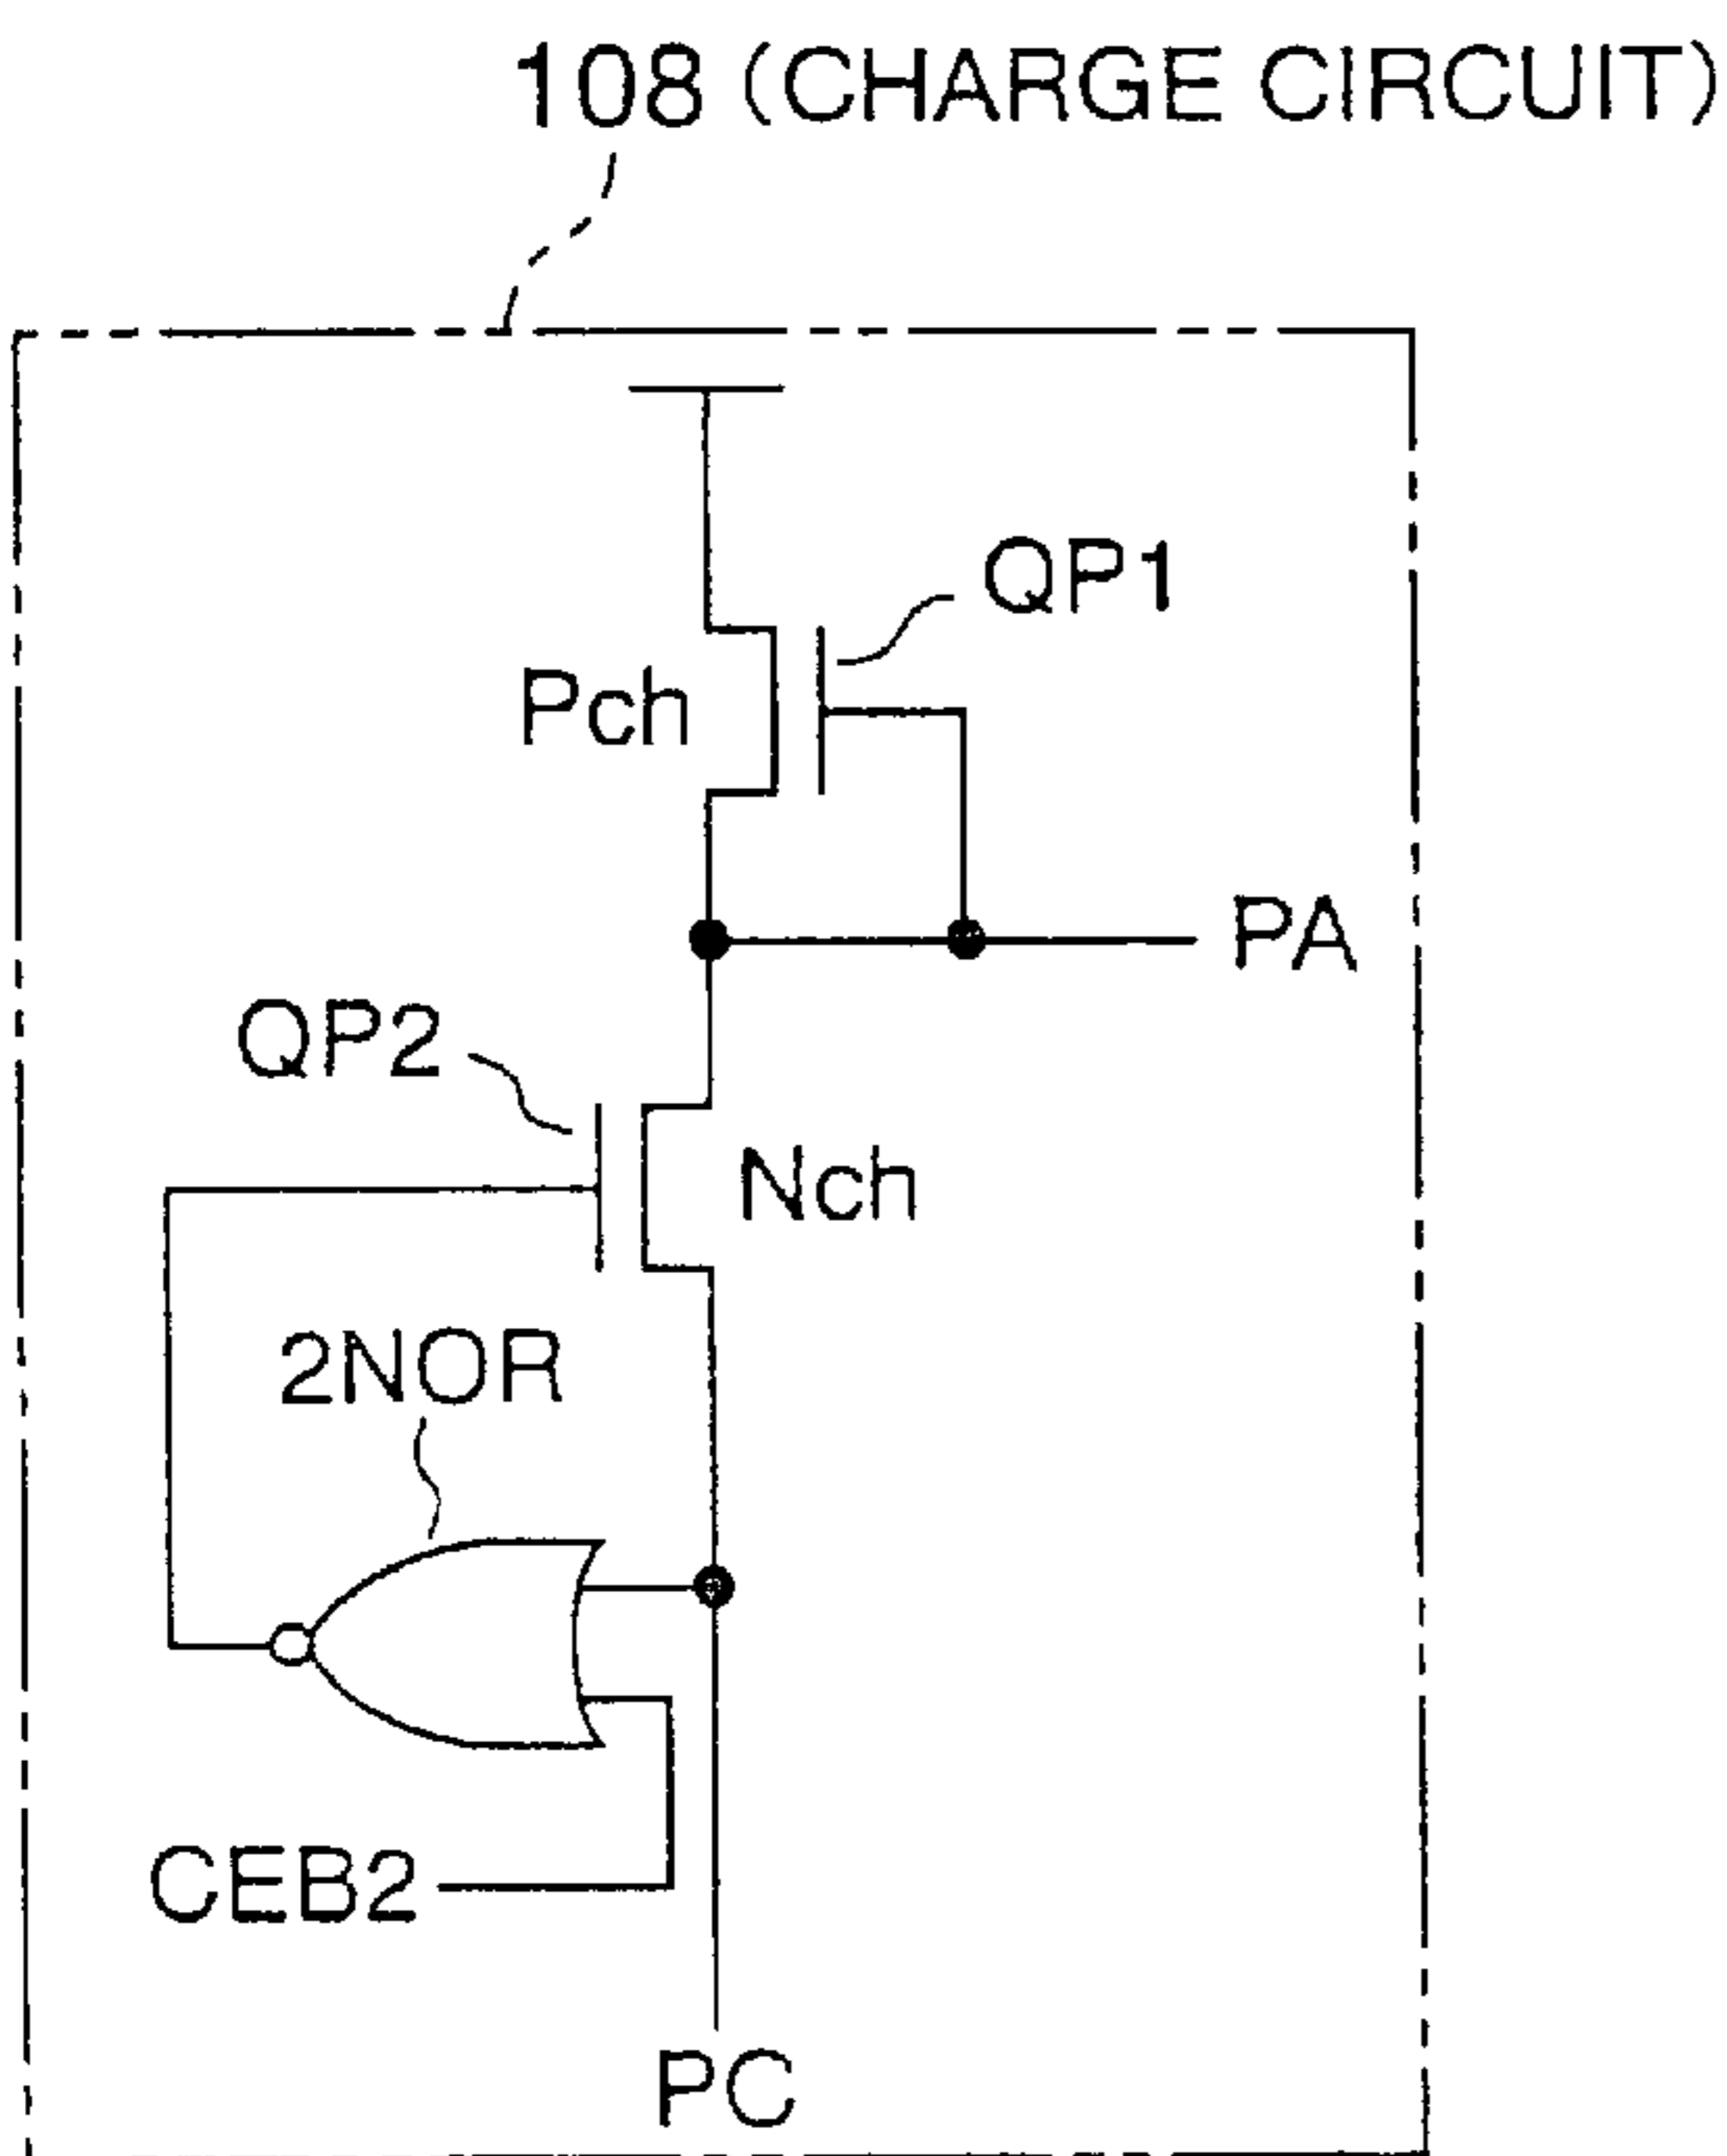 108 (CHARGE CIRCUIT)
QP1
Pch
PA
QP2
Nch
2NOR
CEB2
PC